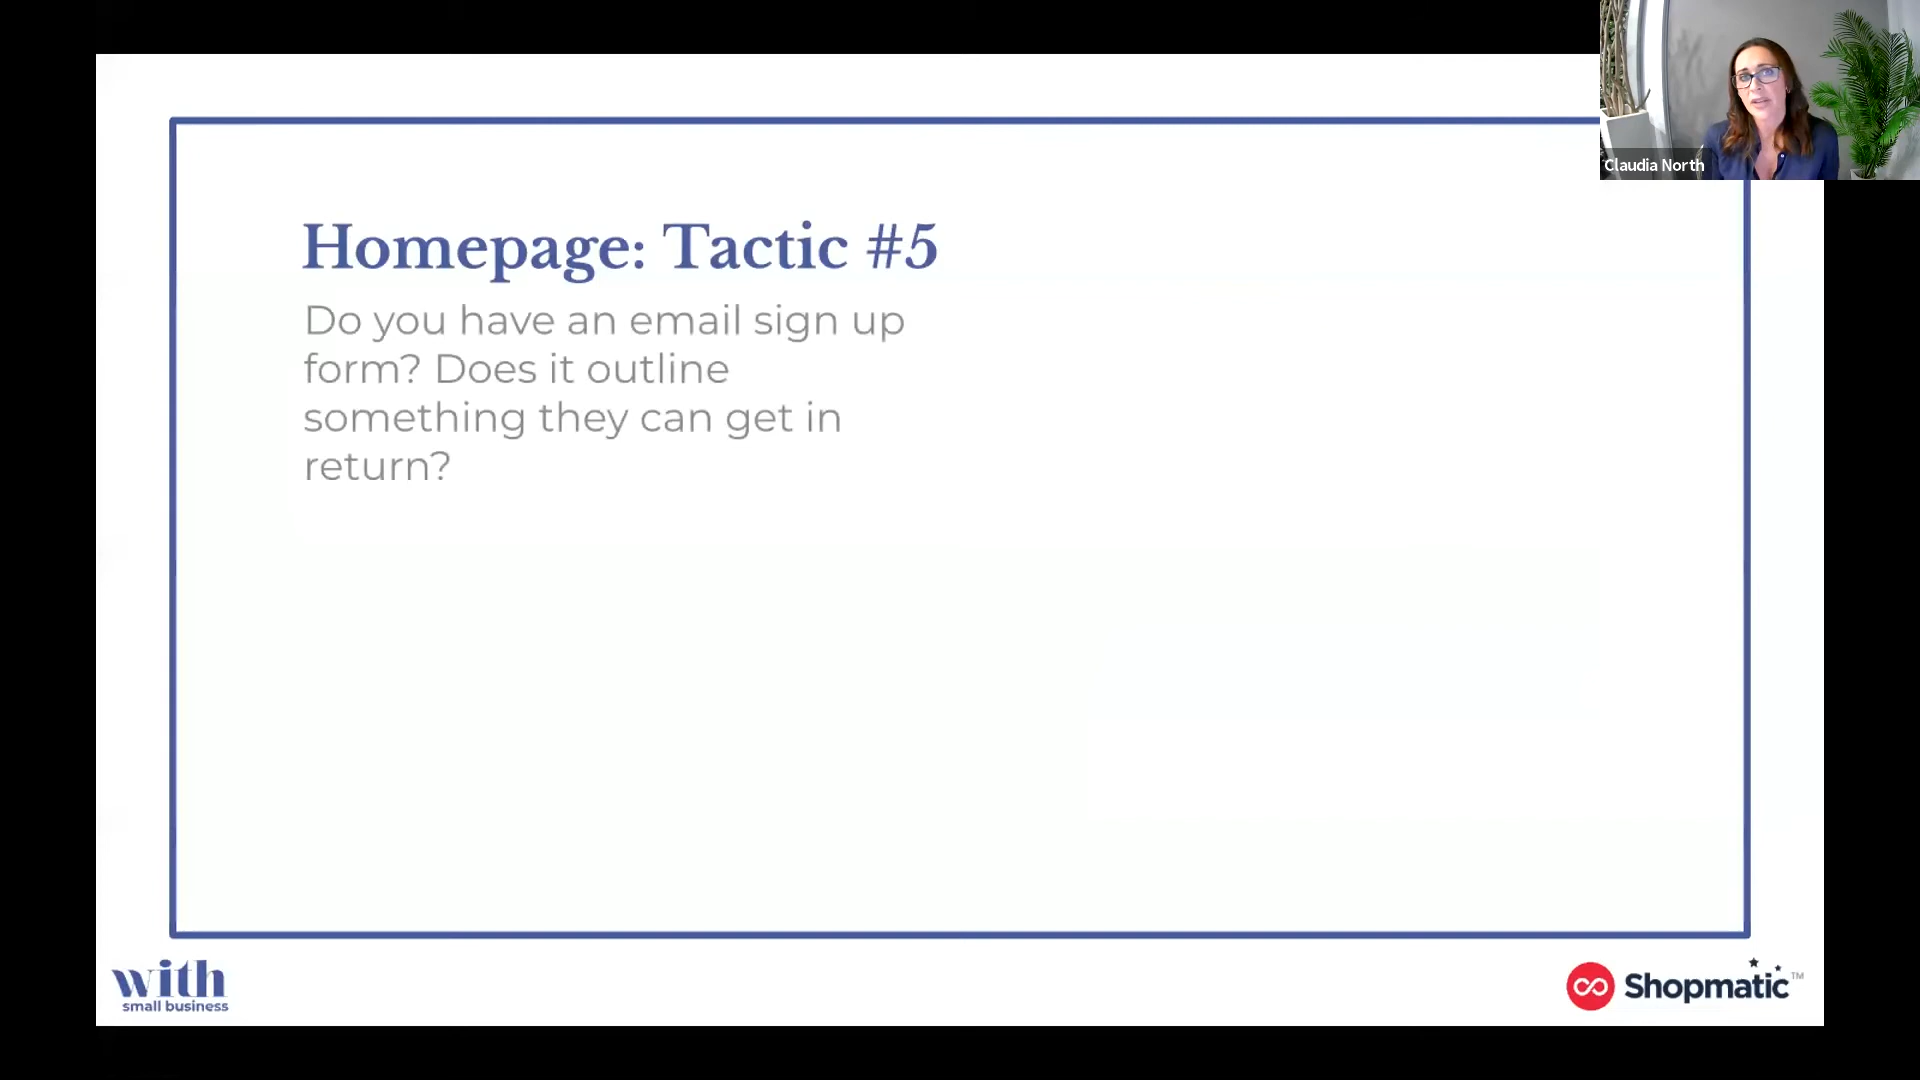 Claudia North
Homepage: Tactic #5
Do you have an email sign up
form? Does it outline
something they can get in
return?
with
small business
Shopmatic™